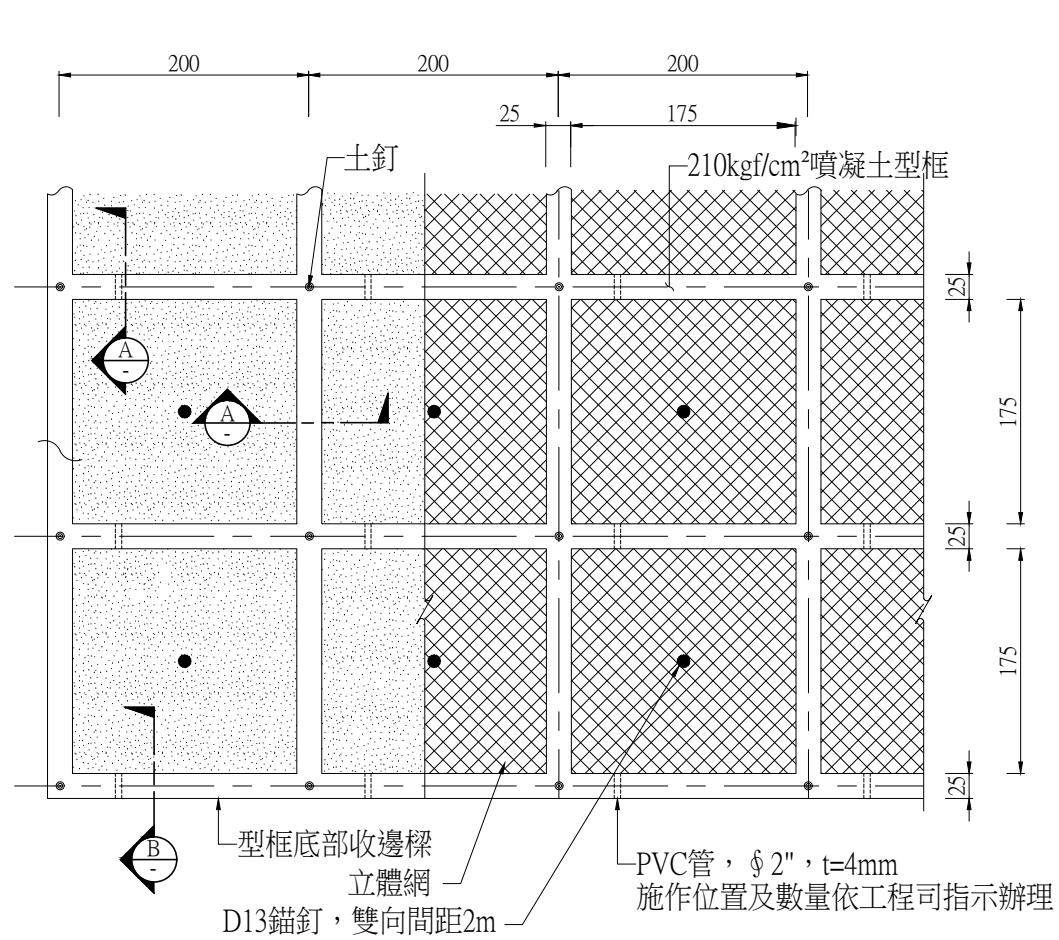 200
200
200
25
175
土釘
210kgf/cm²噴凝土型框
25
A
-
A
-
175
25
175
25
B
-
型框底部收邊樑
立體網
D13錨釘，雙向間距2m
PVC管，∮2"，t=4mm
施作位置及數量依工程司指示辦理